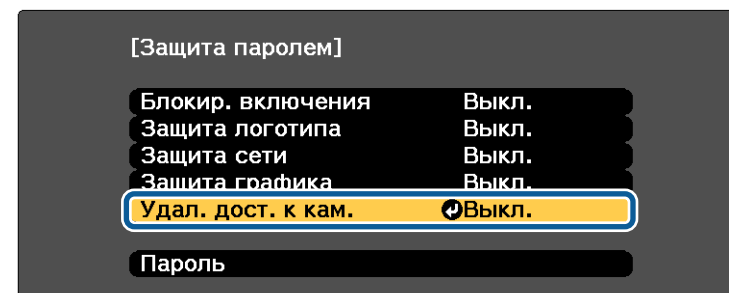 [Защита паролем]
Блокир. включения Выкл.
Защита логотипа Выкл.
Защита сети Выкл.
Защита графика Выкл.
Удал. дост. к кам. Выкл.
Пароль